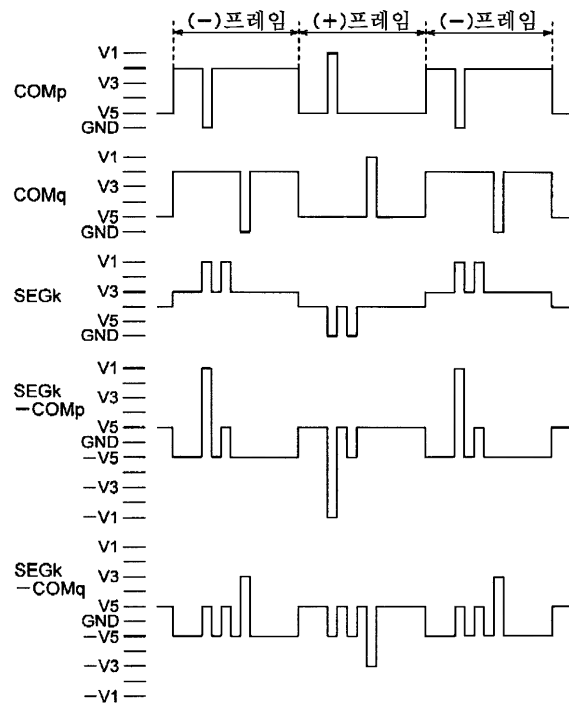 (−)프레임 (+)프레임 (−)프레임
COMp
V1
V3
V5
GND
COMq
V1
V3
V5
GND
SEGk
V1
V3
V5
GND
SEGk
−COMp
V1
V3
V5
GND
−V5
−V3
−V1
SEGk
−COMq
V1
V3
V5
GND
−V5
−V3
−V1